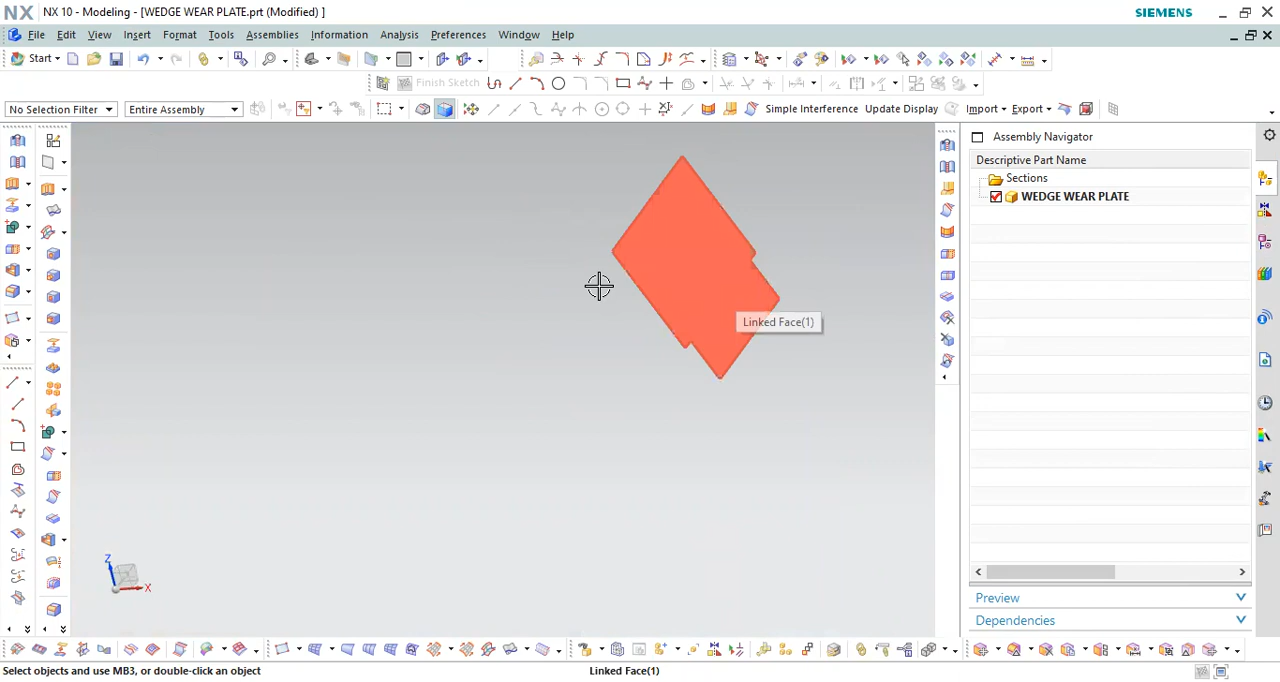 NX NX 10 - Modeling - [WEDGE WEAR PLATE.prt (Modified) ] SIEMENS
File Edit View Insert Format Tools Assemblies Information Analysis Preferences Window Help
Start
Finish Sketch
No Selection Filter Entire Assembly Simple Interference Update Display Import Export
Assembly Navigator
Descriptive Part Name
Sections
WEDGE WEAR PLATE
Linked Face(1)
Z
X
Preview
Dependencies
Select objects and use MB3, or double-click an object Linked Face(1)